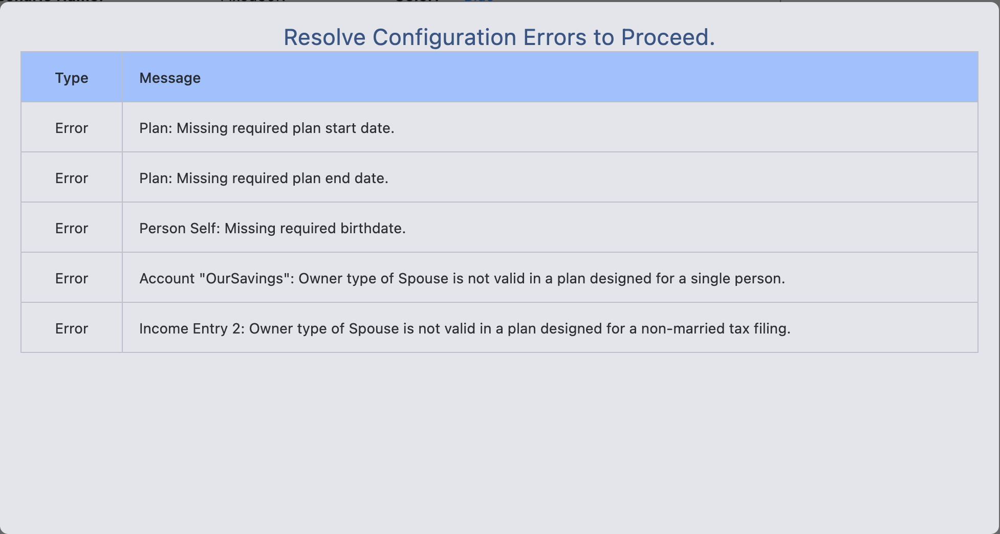 Resolve Configuration Errors to Proceed.
Type Message
Error Plan: Missing required plan start date.
Error Plan: Missing required plan end date.
Error Person Self: Missing required birthdate.
Error Account "OurSavings": Owner type of Spouse is not valid in a plan designed for a single person.
Error Income Entry 2: Owner type of Spouse is not valid in a plan designed for a non-married tax filing.